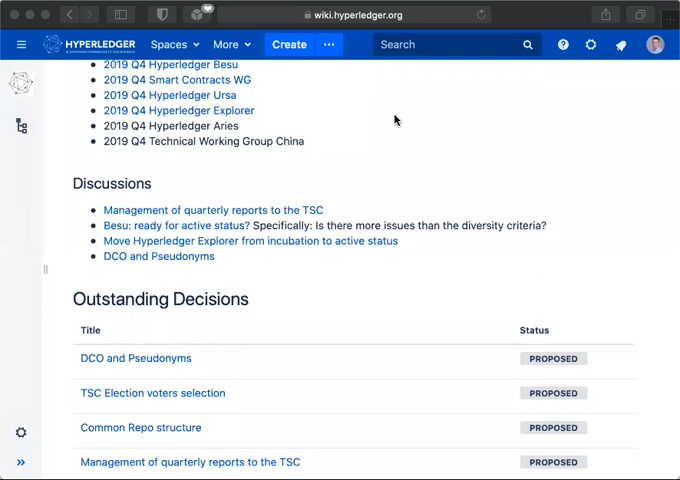 wiki.hyperledger.org
HYPERLEDGER Spaces More Create ... Search
2019 Q4 Hyperledger Besu
2019 Q4 Smart Contracts WG
2019 Q4 Hyperledger Ursa
2019 Q4 Hyperledger Explorer
2019 Q4 Hyperledger Aries
2019 Q4 Technical Working Group China
Discussions
Management of quarterly reports to the TSC
Besu: ready for active status? Specifically: Is there more issues than the diversity criteria?
Move Hyperledger Explorer from incubation to active status
DCO and Pseudonyms
Outstanding Decisions
Title Status
DCO and Pseudonyms PROPOSED
TSC Election voters selection PROPOSED
Common Repo structure PROPOSED
Management of quarterly reports to the TSC PROPOSED